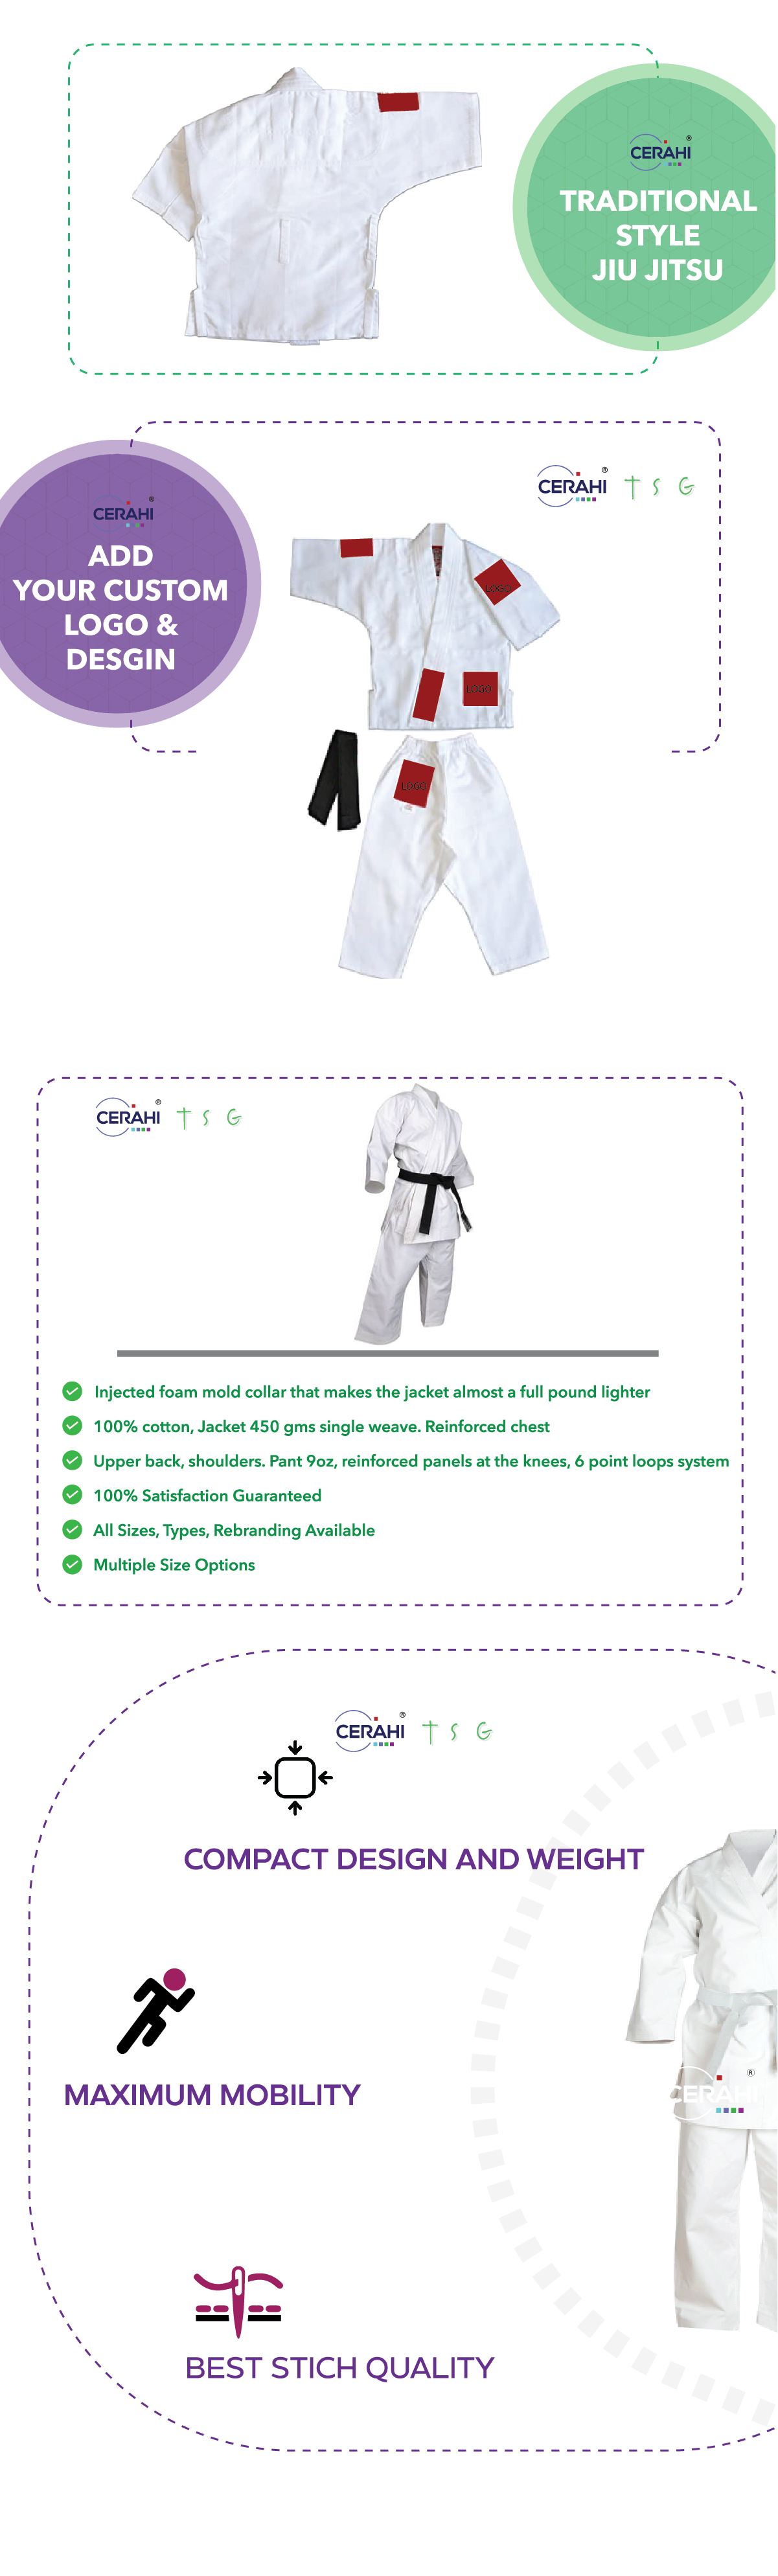 CERAHI ®
TRADITIONAL
STYLE
JIU JITSU
CERAHI ®
ADD
YOUR CUSTOM
LOGO &
DESGIN
CERAHI ® T S G
LOGO
LOGO
LOGO
CERAHI ® T S G
Injected foam mold collar that makes the jacket almost a full pound lighter
100% cotton, Jacket 450 gms single weave. Reinforced chest
Upper back, shoulders. Pant 9oz, reinforced panels at the knees, 6 point loops system
100% Satisfaction Guaranteed
All Sizes, Types, Rebranding Available
Multiple Size Options
CERAHI ® T S G
COMPACT DESIGN AND WEIGHT
MAXIMUM MOBILITY
CERAHI ®
BEST STICH QUALITY